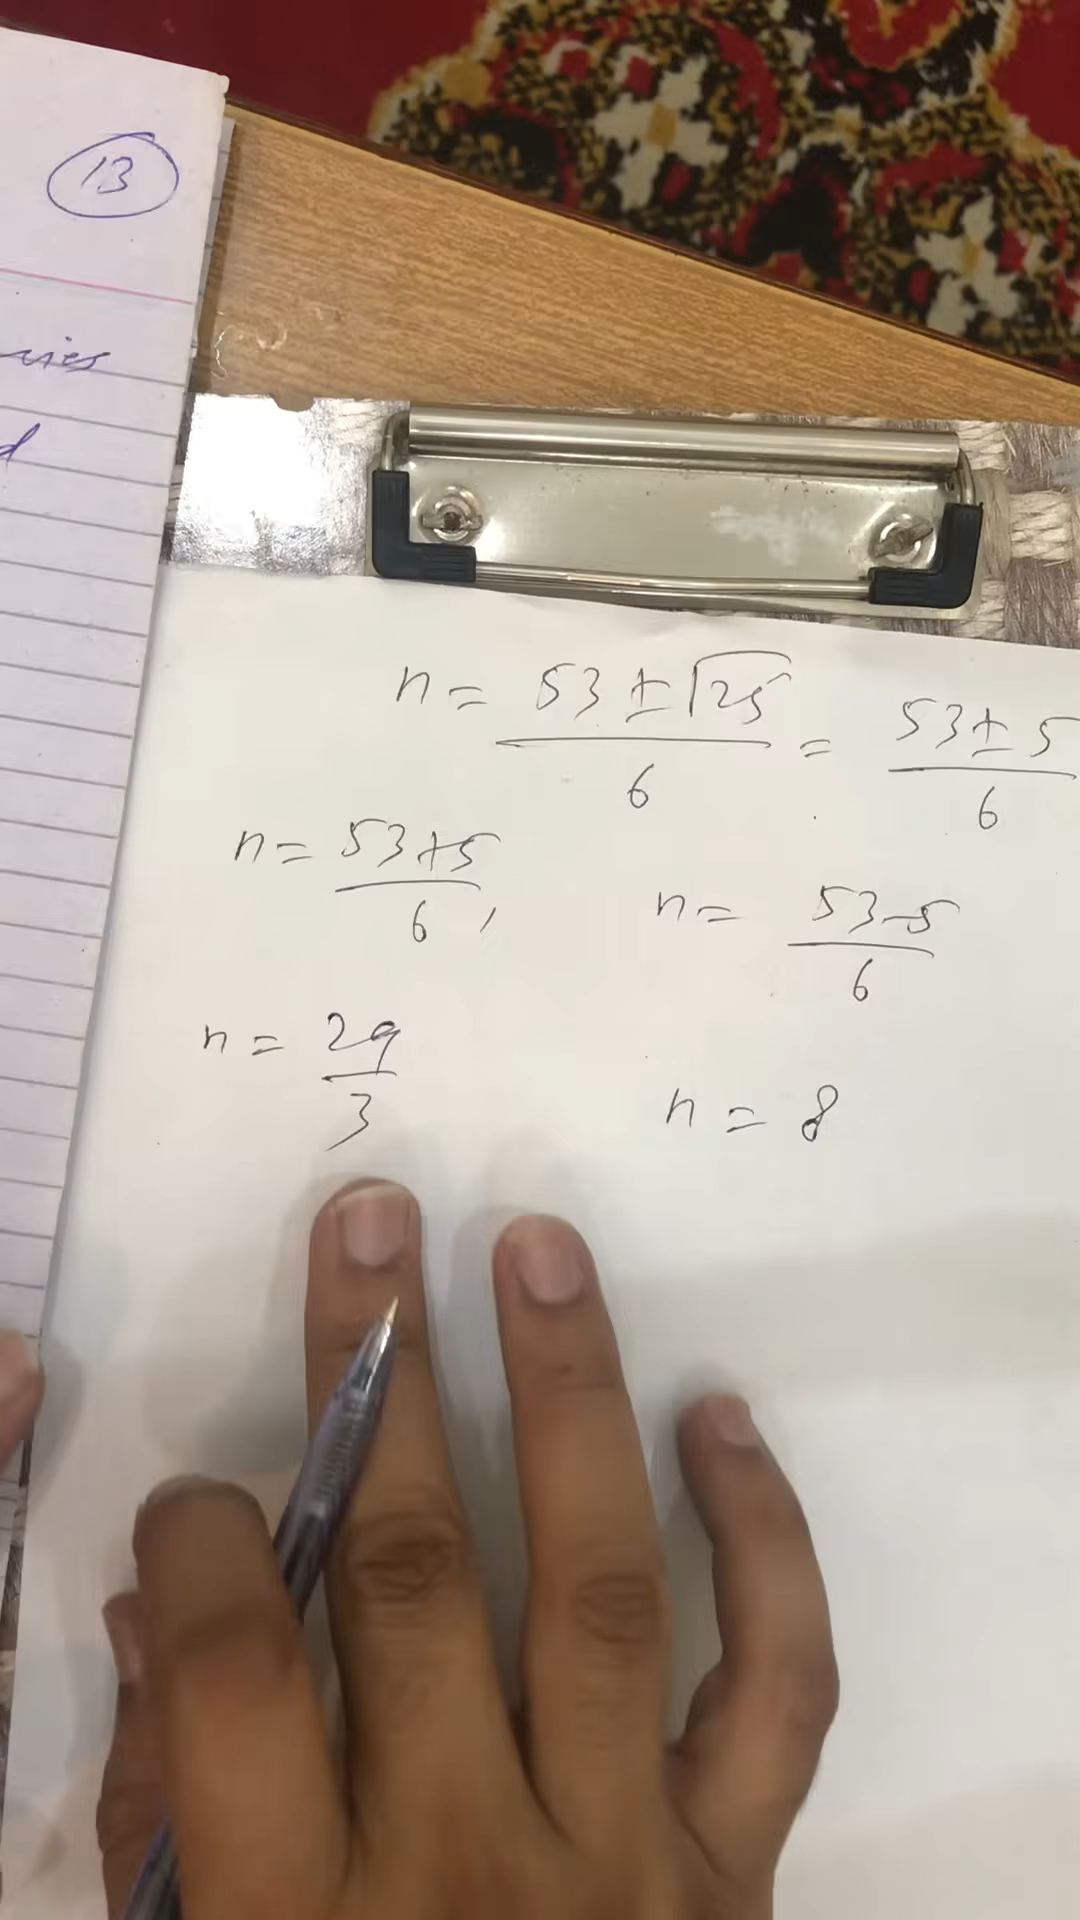 13
n = 53 ± √25 / 6 = 53 ± 5 / 6
n = 53+5 / 6 , n = 53-5 / 6
n = 29 / 3
n = 8